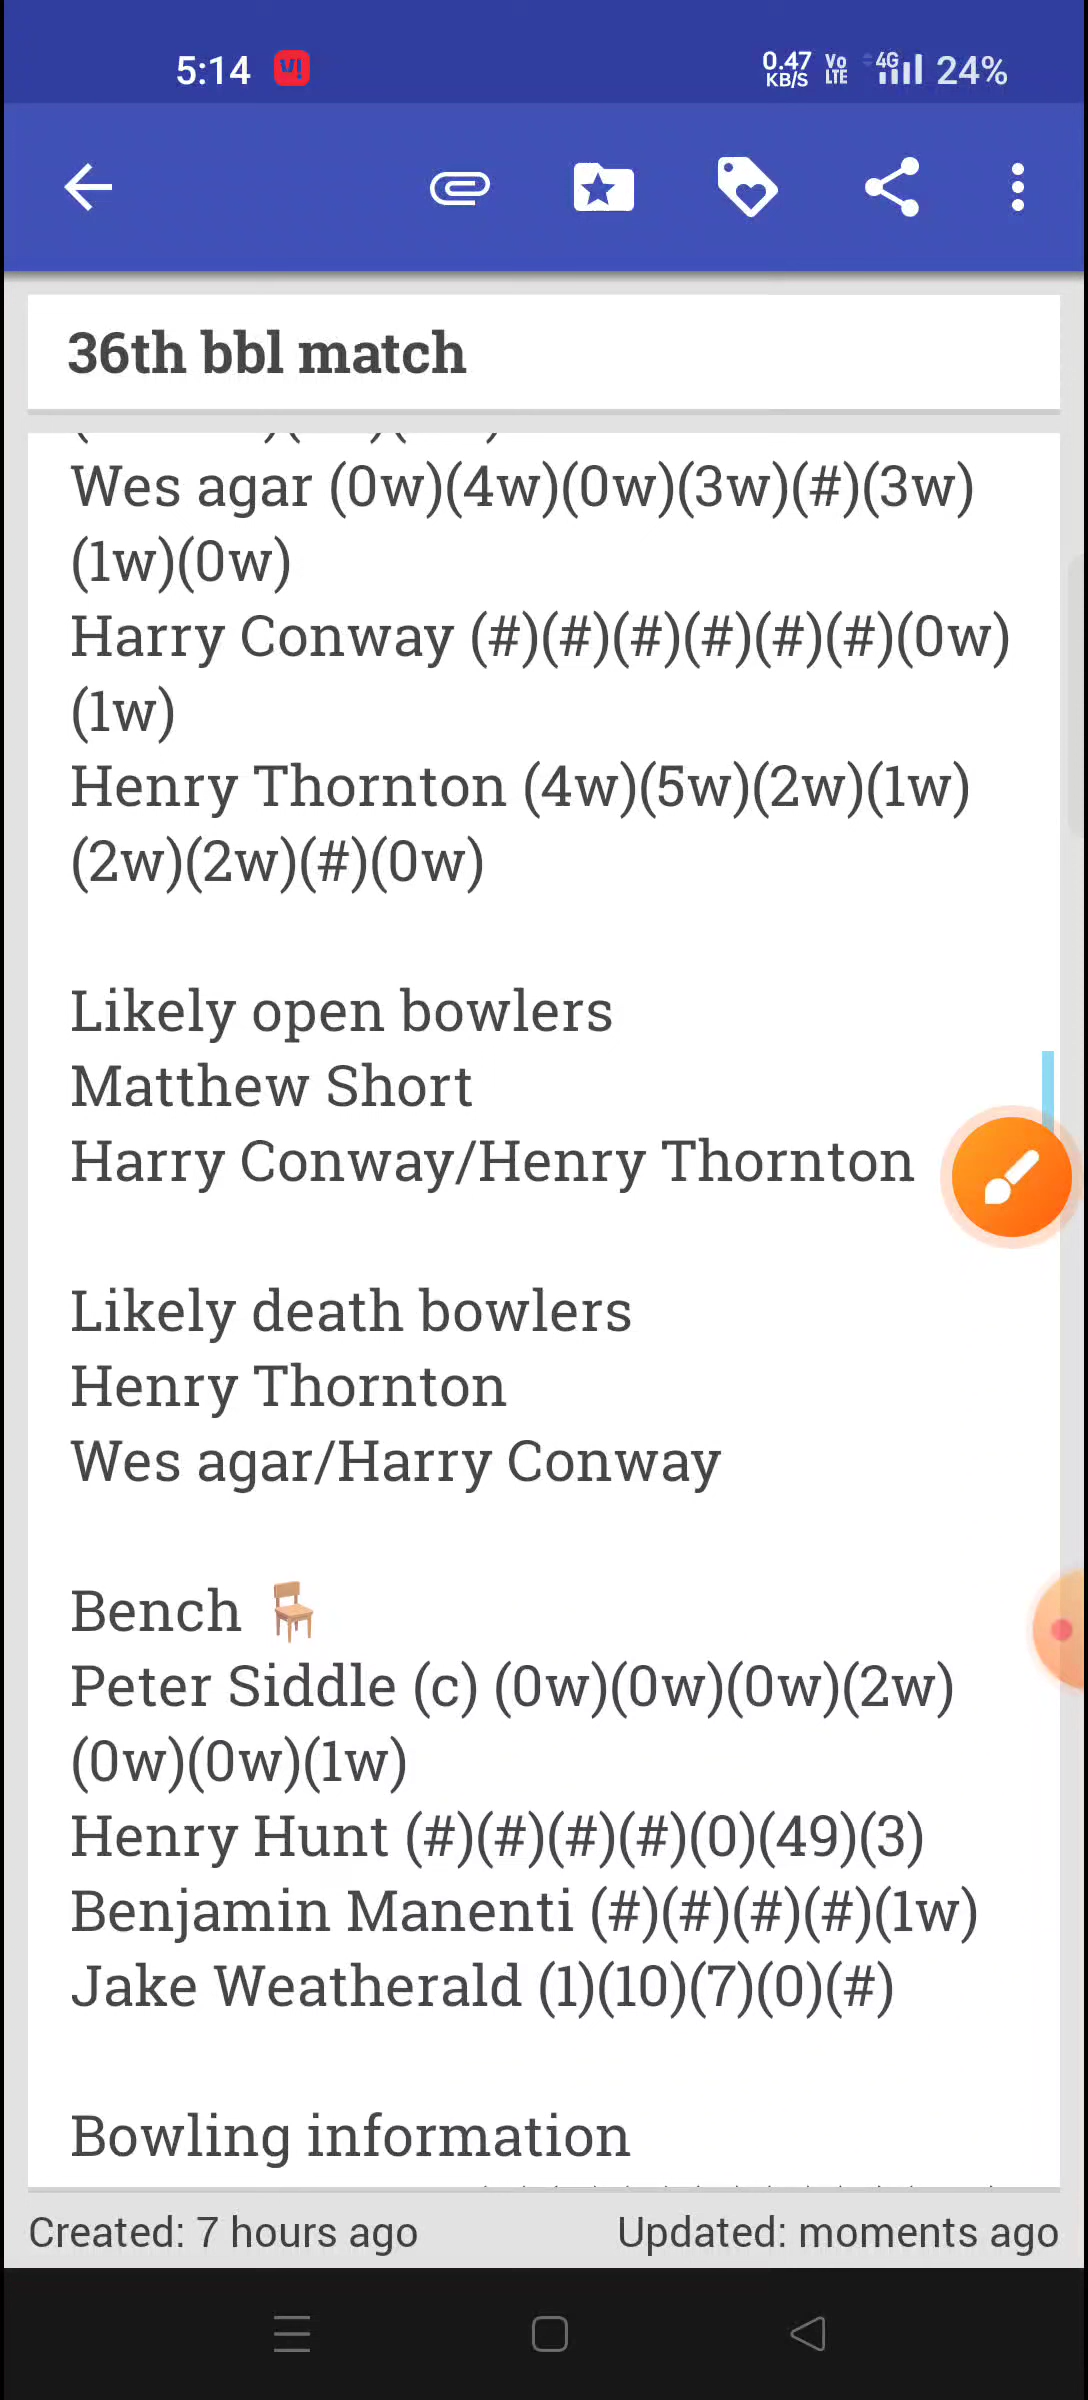 5:14
0.47 KB/S Vo LTE 4G 24%
36th bbl match
Wes agar (0w)(4w)(0w)(3w)(#)(3w)
(1w)(0w)
Harry Conway (#)(#)(#)(#)(#)(#)(0w)
(1w)
Henry Thornton (4w)(5w)(2w)(1w)
(2w)(2w)(#)(0w)
Likely open bowlers
Matthew Short
Harry Conway/Henry Thornton
Likely death bowlers
Henry Thornton
Wes agar/Harry Conway
Bench 🪑
Peter Siddle (c) (0w)(0w)(0w)(2w)
(0w)(0w)(1w)
Henry Hunt (#)(#)(#)(#)(0)(49)(3)
Benjamin Manenti (#)(#)(#)(#)(1w)
Jake Weatherald (1)(10)(7)(0)(#)
Bowling information
Created: 7 hours ago Updated: moments ago